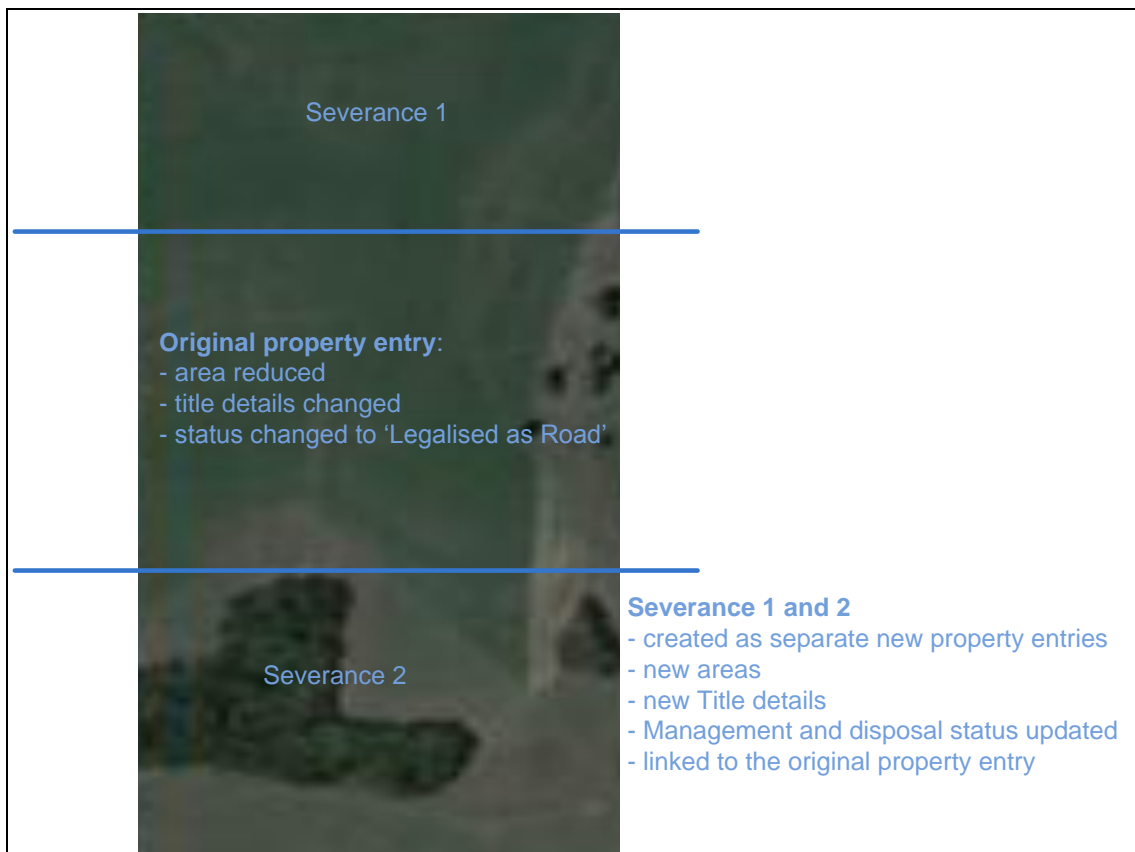 Severance 1
Original property entry:
- area reduced
- title details changed
- status changed to ‘Legalised as Road’
Severance 1 and 2
- created as separate new property entries
- new areas
- new Title details
- Management and disposal status updated
- linked to the original property entry
Severance 2